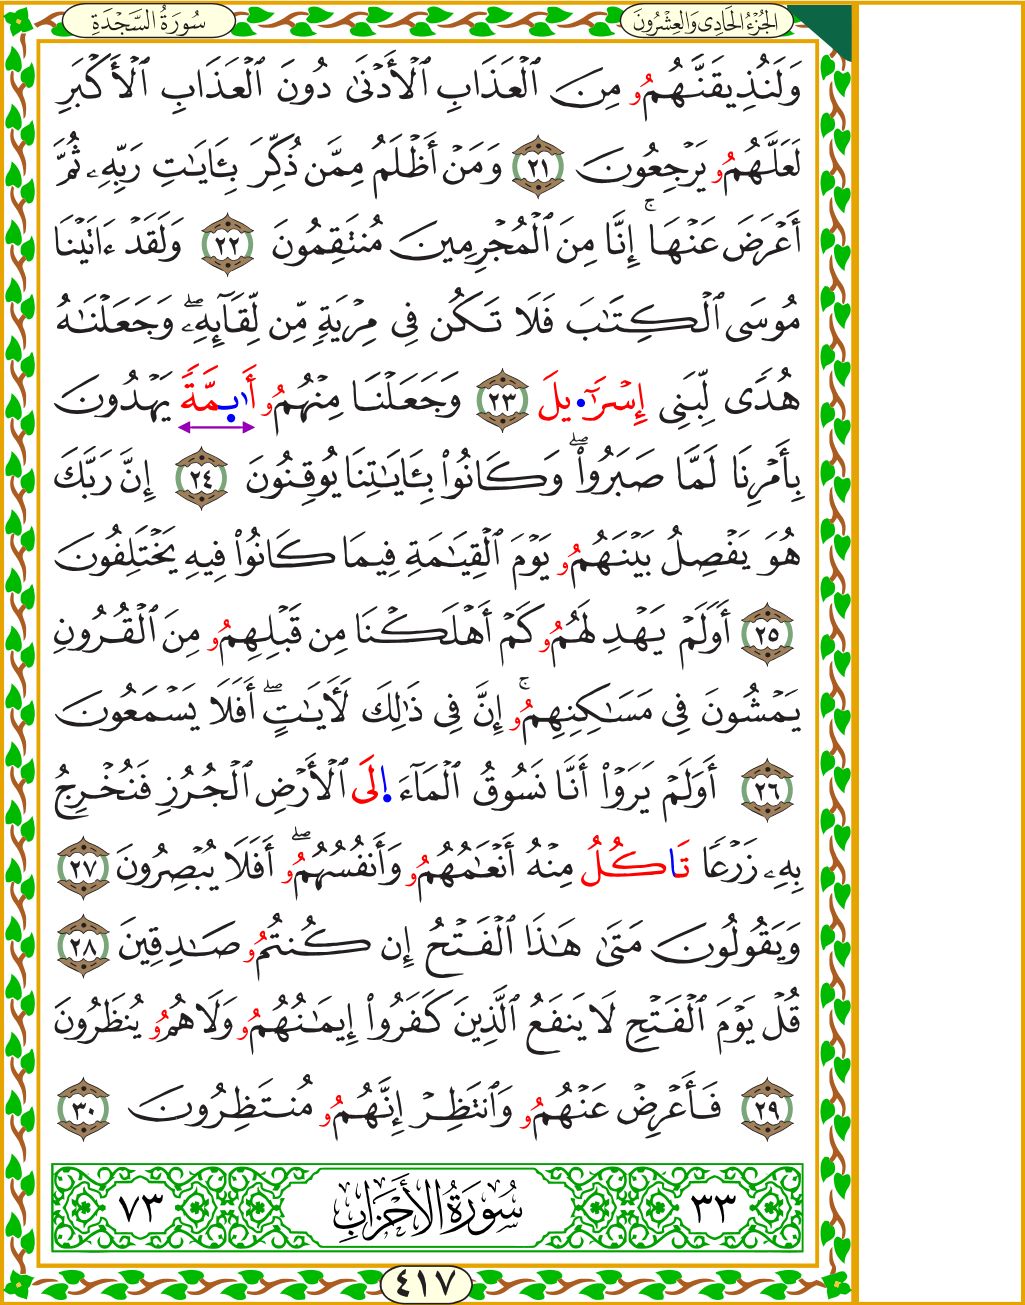 الجُزْءُ الحَادِى وَالعِشْرُونَ
سُورَةُ السَّجْدَةِ
وَلَنُذِيقَنَّهُمُۥ مِنَ ٱلْعَذَابِ ٱلْأَدْنَىٰ دُونَ ٱلْعَذَابِ ٱلْأَكْبَرِ
لَعَلَّهُمُۥ يَرْجِعُونَ ٢١ وَمَنْ أَظْلَمُ مِمَّن ذُكِّرَ بِـَٔايَـٰتِ رَبِّهِۦ ثُمَّ
أَعْرَضَ عَنْهَآ ۚ إِنَّا مِنَ ٱلْمُجْرِمِينَ مُنتَقِمُونَ ٢٢ وَلَقَدْ ءَاتَيْنَا
مُوسَى ٱلْكِتَـٰبَ فَلَا تَكُن فِى مِرْيَةٍ مِّن لِّقَآئِهِۦ ۖ وَجَعَلْنَـٰهُ
هُدًى لِّبَنِى إِسْرَٰٓ•يلَ ٢٣ وَجَعَلْنَا مِنْهُمُۥ أَاي۪مَّةً يَهْدُونَ
بِأَمْرِنَا لَمَّا صَبَرُوا۟ ۖ وَكَانُوا۟ بِـَٔايَـٰتِنَا يُوقِنُونَ ٢٤ إِنَّ رَبَّكَ
هُوَ يَفْصِلُ بَيْنَهُمُۥ يَوْمَ ٱلْقِيَـٰمَةِ فِيمَا كَانُوا۟ فِيهِ يَخْتَلِفُونَ
٢٥ أَوَلَمْ يَهْدِ لَهُمُۥ كَمْ أَهْلَكْنَا مِن قَبْلِهِمُۥ مِنَ ٱلْقُرُونِ
يَمْشُونَ فِى مَسَـٰكِنِهِمُۥ ۚ إِنَّ فِى ذَٰلِكَ لَـَٔايَـٰتٍ ۖ أَفَلَا يَسْمَعُونَ
٢٦ أَوَلَمْ يَرَوْا۟ أَنَّا نَسُوقُ ٱلْمَآءَ ا۪لَى ٱلْأَرْضِ ٱلْجُرُزِ فَنُخْرِجُ
بِهِۦ زَرْعًا تَاكُلُ مِنْهُ أَنْعَـٰمُهُمُۥ وَأَنفُسُهُمُۥ ۖ أَفَلَا يُبْصِرُونَ ٢٧
وَيَقُولُونَ مَتَىٰ هَـٰذَا ٱلْفَتْحُ إِن كُنتُمُۥ صَـٰدِقِينَ ٢٨
قُلْ يَوْمَ ٱلْفَتْحِ لَا يَنفَعُ ٱلَّذِينَ كَفَرُوا۟ إِيمَـٰنُهُمُۥ وَلَا هُمُۥ يُنظَرُونَ
٢٩ فَأَعْرِضْ عَنْهُمُۥ وَٱنتَظِرْ إِنَّهُمُۥ مُنتَظِرُونَ ٣٠
٣٣ سُورَةُ الأَحْزَابِ ٧٣
٤١٧